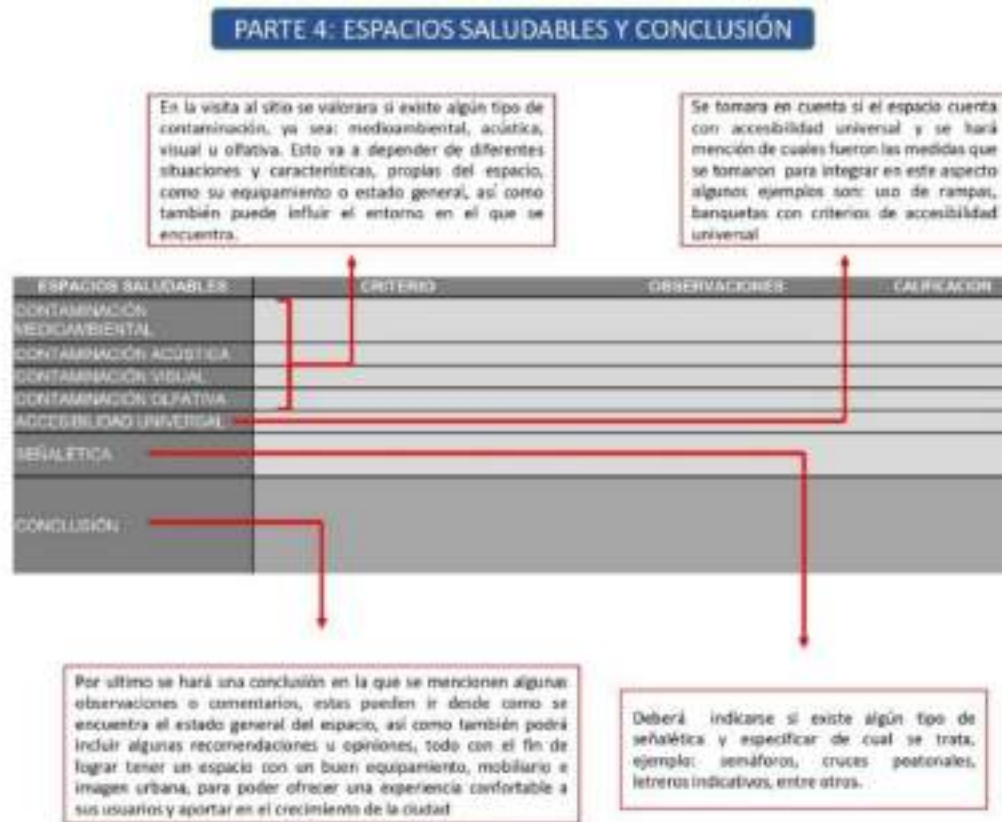 PARTE 4: ESPACIOS SALUDABLES Y CONCLUSIÓN
En la visita al sitio se valorara si existe algún tipo de
contaminación, ya sea: medioambiental, acústica,
visual u olfativa. Esto va a depender de diferentes
situaciones y características, propias del espacio,
como su equipamiento o estado general, así como
también puede influir el entorno en el que se
encuentra.
Se tomara en cuenta si el espacio cuenta
con accesibilidad universal y se hará
mención de cuales fueron las medidas que
se tomaron para integrar en este aspecto
algunos ejemplos son: uso de rampas,
banquetas con criterios de accesibilidad
universal
ESPACIOS SALUDABLES CRITERIO OBSERVACIONES CALIFICACION
CONTAMINACIÓN
MEDIOAMBIENTAL
CONTAMINACIÓN ACÚSTICA
CONTAMINACIÓN VISUAL
CONTAMINACIÓN OLFATIVA
ACCESIBILIDAD UNIVERSAL
SEÑALÉTICA
CONCLUSIÓN
Por ultimo se hará una conclusión en la que se mencionen algunas
observaciones o comentarios, estas pueden ir desde como se
encuentra el estado general del espacio, así como también podrá
incluir algunas recomendaciones u opiniones, todo con el fin de
lograr tener un espacio con un buen equipamiento, mobiliario e
imagen urbana, para poder ofrecer una experiencia confortable a
sus usuarios y aportar en el crecimiento de la ciudad
Deberá indicarse si existe algún tipo de
señalética y especificar de cual se trata,
ejemplo: semáforos, cruces peatonales,
letreros indicativos, entre otros.